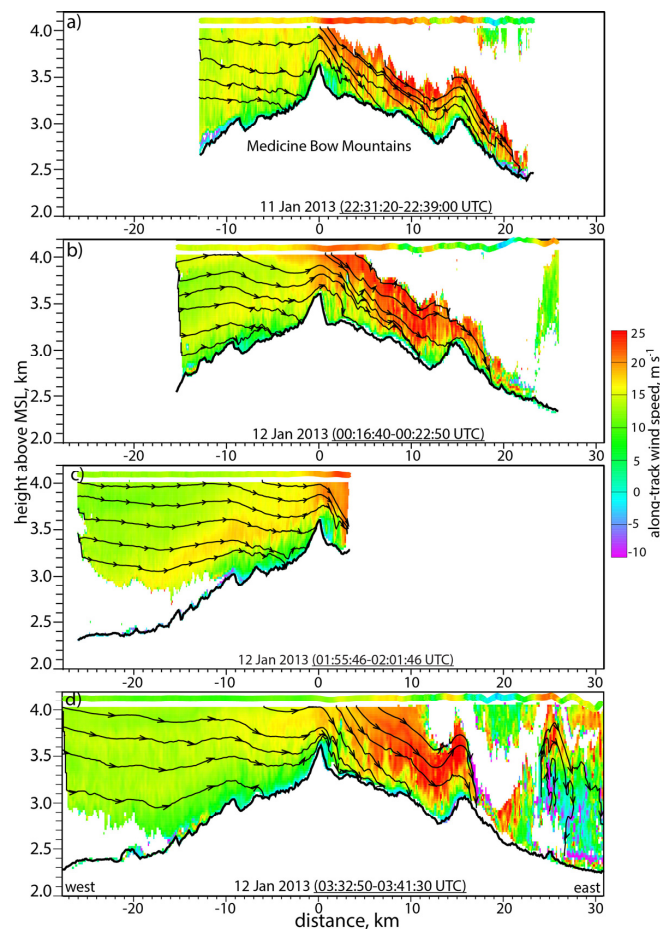 a)
4.0
3.5
3.0
2.5
2.0
Medicine Bow Mountains
11 Jan 2013 (22:31:20-22:39:00 UTC)
-20 -10 0 10 20 30
b)
4.0
3.5
3.0
2.5
2.0
12 Jan 2013 (00:16:40-00:22:50 UTC)
-20 -10 0 10 20 30
height above MSL, km
25
20
15
10
5
0
-5
-10
along-track wind speed, m s-1
c)
4.0
3.5
3.0
2.5
2.0
12 Jan 2013 (01:55:46-02:01:46 UTC)
-20 -10 0 10 20 30
d)
4.0
3.5
3.0
2.5
2.0
west 12 Jan 2013 (03:32:50-03:41:30 UTC) east
-20 -10 0 10 20 30
distance, km